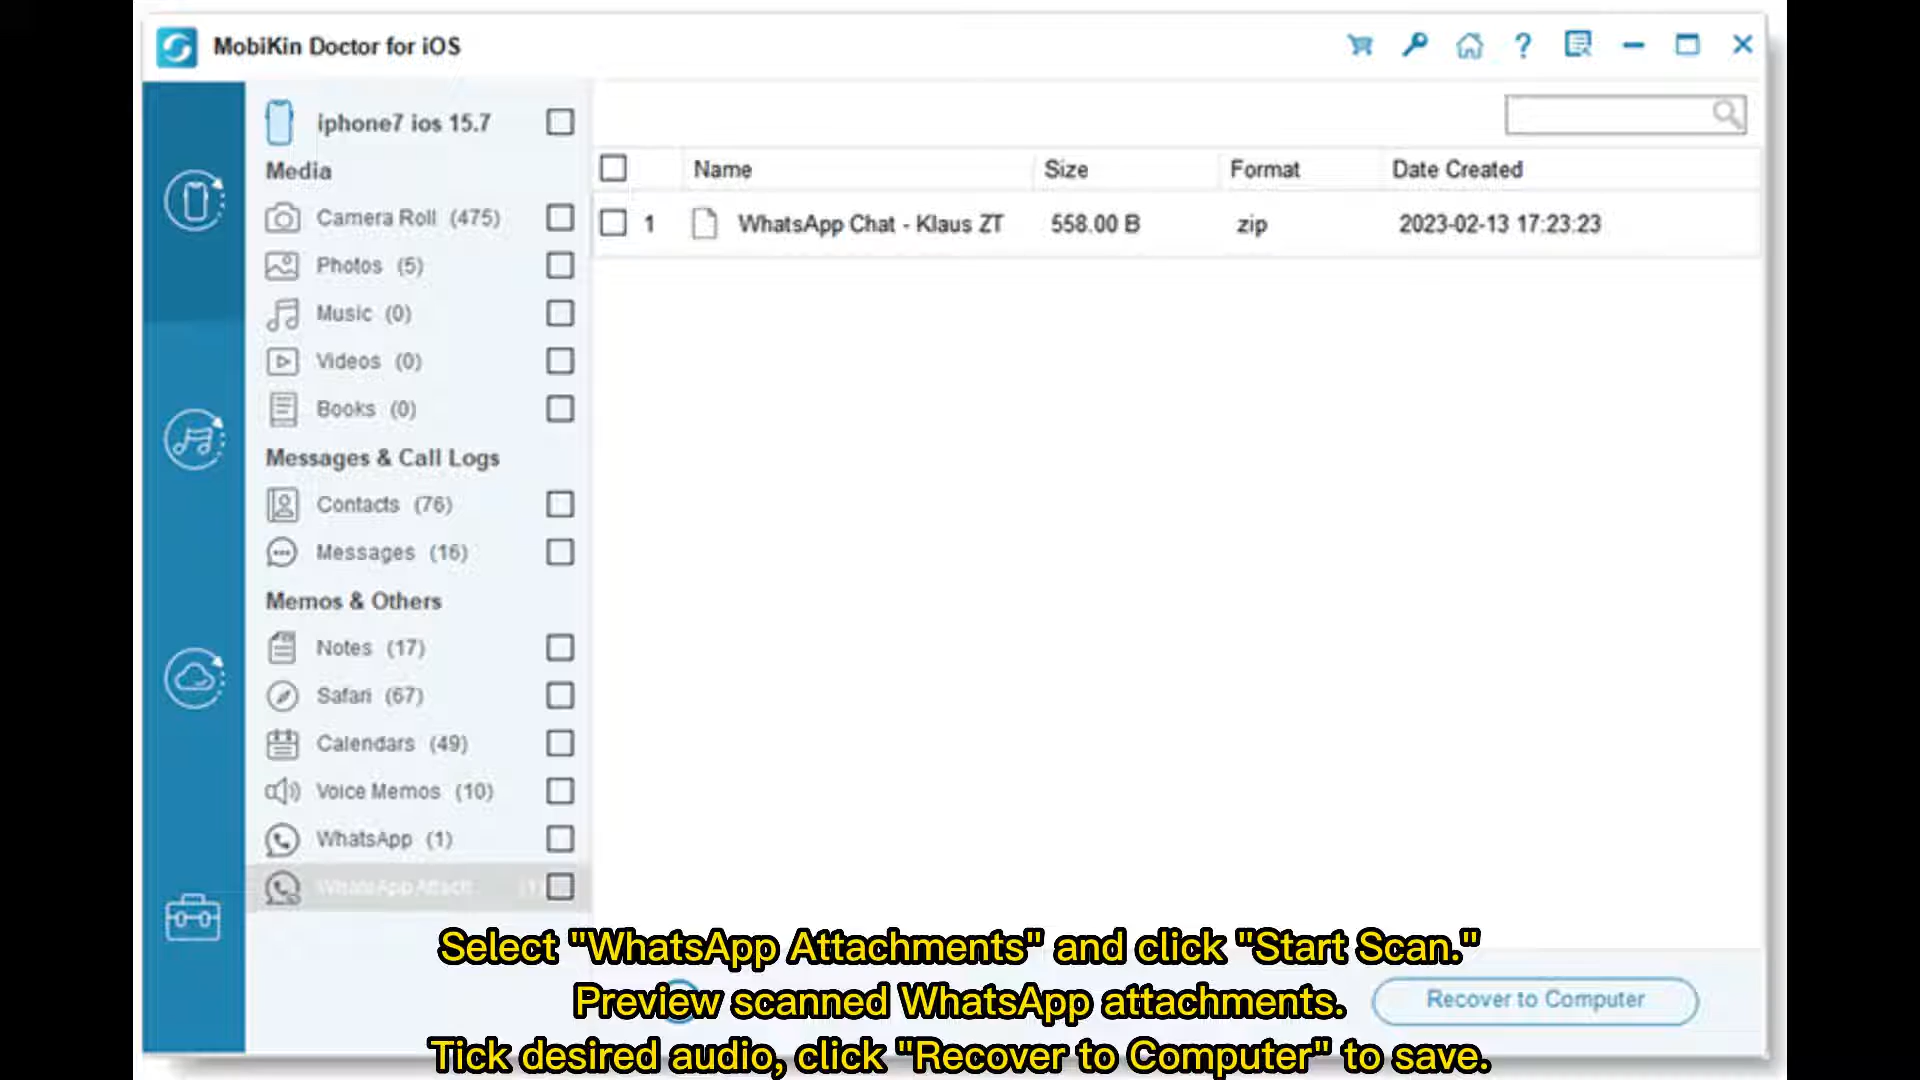 MobiKin Doctor for iOS
iphone7 ios 15.7
Media
Camera Roll (475)
Photos (5)
Music (0)
Videos (0)
Books (0)
Messages & Call Logs
Contacts (76)
Messages (16)
Memos & Others
Notes (17)
Safari (67)
Calendars (49)
Voice Memos (10)
WhatsApp (1)
WhatsApp Attach... (1)
Name Size Format Date Created
1 WhatsApp Chat - Klaus ZT 558.00 B zip 2023-02-13 17:23:23
Recover to Computer
Select "WhatsApp Attachments" and click "Start Scan."
Preview scanned WhatsApp attachments.
Tick desired audio, click "Recover to Computer" to save.